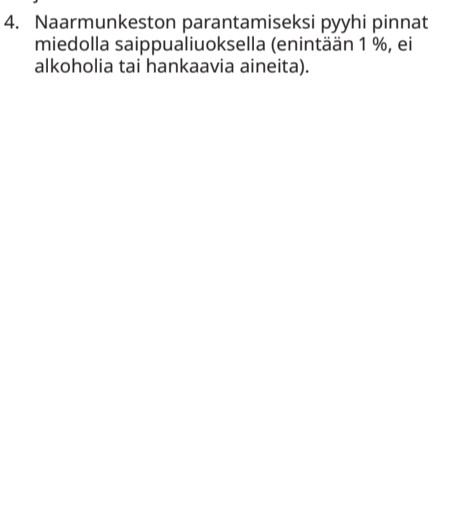 4. Naarmunkeston parantamiseksi pyyhi pinnat
miedolla saippualiuoksella (enintään 1 %, ei
alkoholia tai hankaavia aineita).